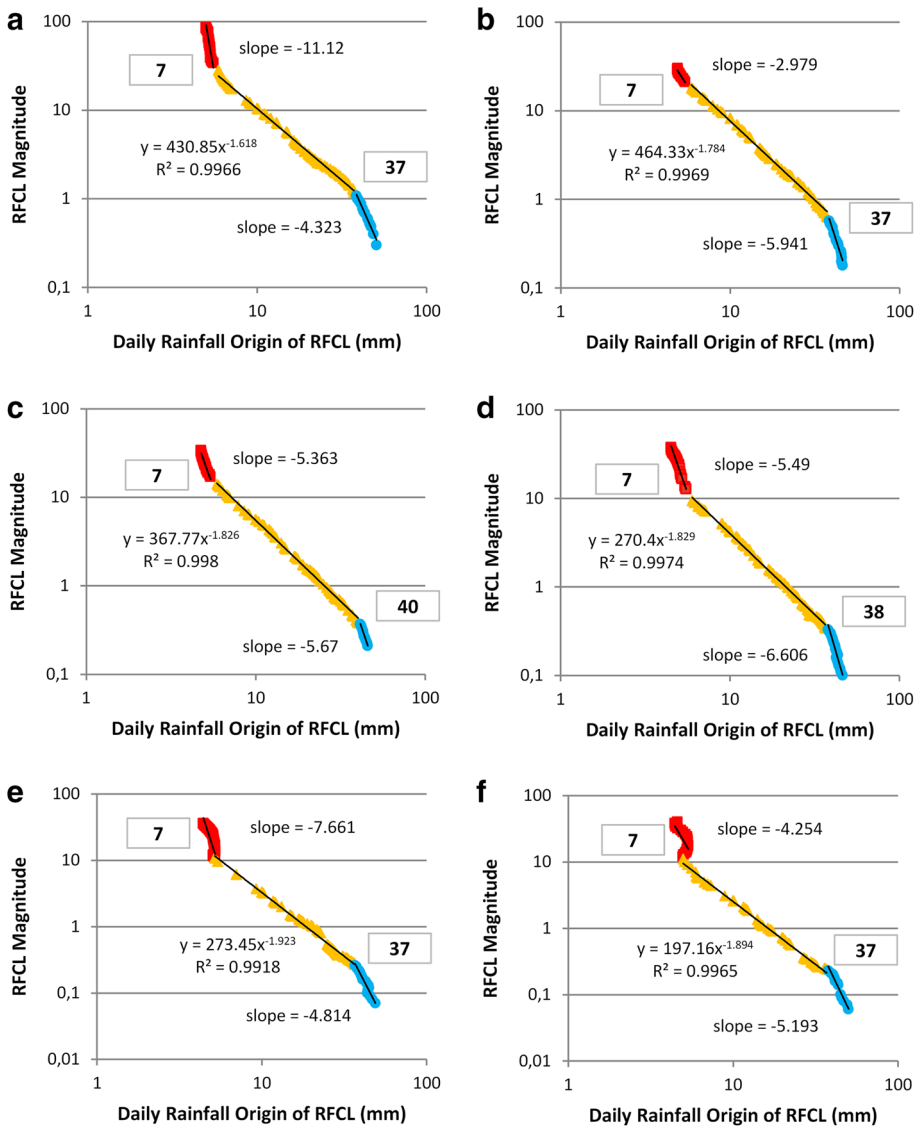 a
100
10
1
0,1
RFCL Magnitude
slope = -11.12
7
y = 430.85x-1.618
R² = 0.9966
37
slope = -4.323
1 10 100
Daily Rainfall Origin of RFCL (mm)
b
100
10
1
0,1
RFCL Magnitude
slope = -2.979
7
y = 464.33x-1.784
R² = 0.9969
37
slope = -5.941
1 10 100
Daily Rainfall Origin of RFCL (mm)
c
100
10
1
0,1
RFCL Magnitude
slope = -5.363
7
y = 367.77x-1.826
R² = 0.998
40
slope = -5.67
1 10 100
Daily Rainfall Origin of RFCL (mm)
d
100
10
1
0,1
RFCL Magnitude
slope = -5.49
7
y = 270.4x-1.829
R² = 0.9974
38
slope = -6.606
1 10 100
Daily Rainfall Origin of RFCL (mm)
e
100
10
1
0,1
0,01
RFCL Magnitude
slope = -7.661
7
y = 273.45x-1.923
R² = 0.9918
37
slope = -4.814
1 10 100
Daily Rainfall Origin of RFCL (mm)
f
100
10
1
0,1
0,01
RFCL Magnitude
slope = -4.254
7
y = 197.16x-1.894
R² = 0.9965
37
slope = -5.193
1 10 100
Daily Rainfall Origin of RFCL (mm)